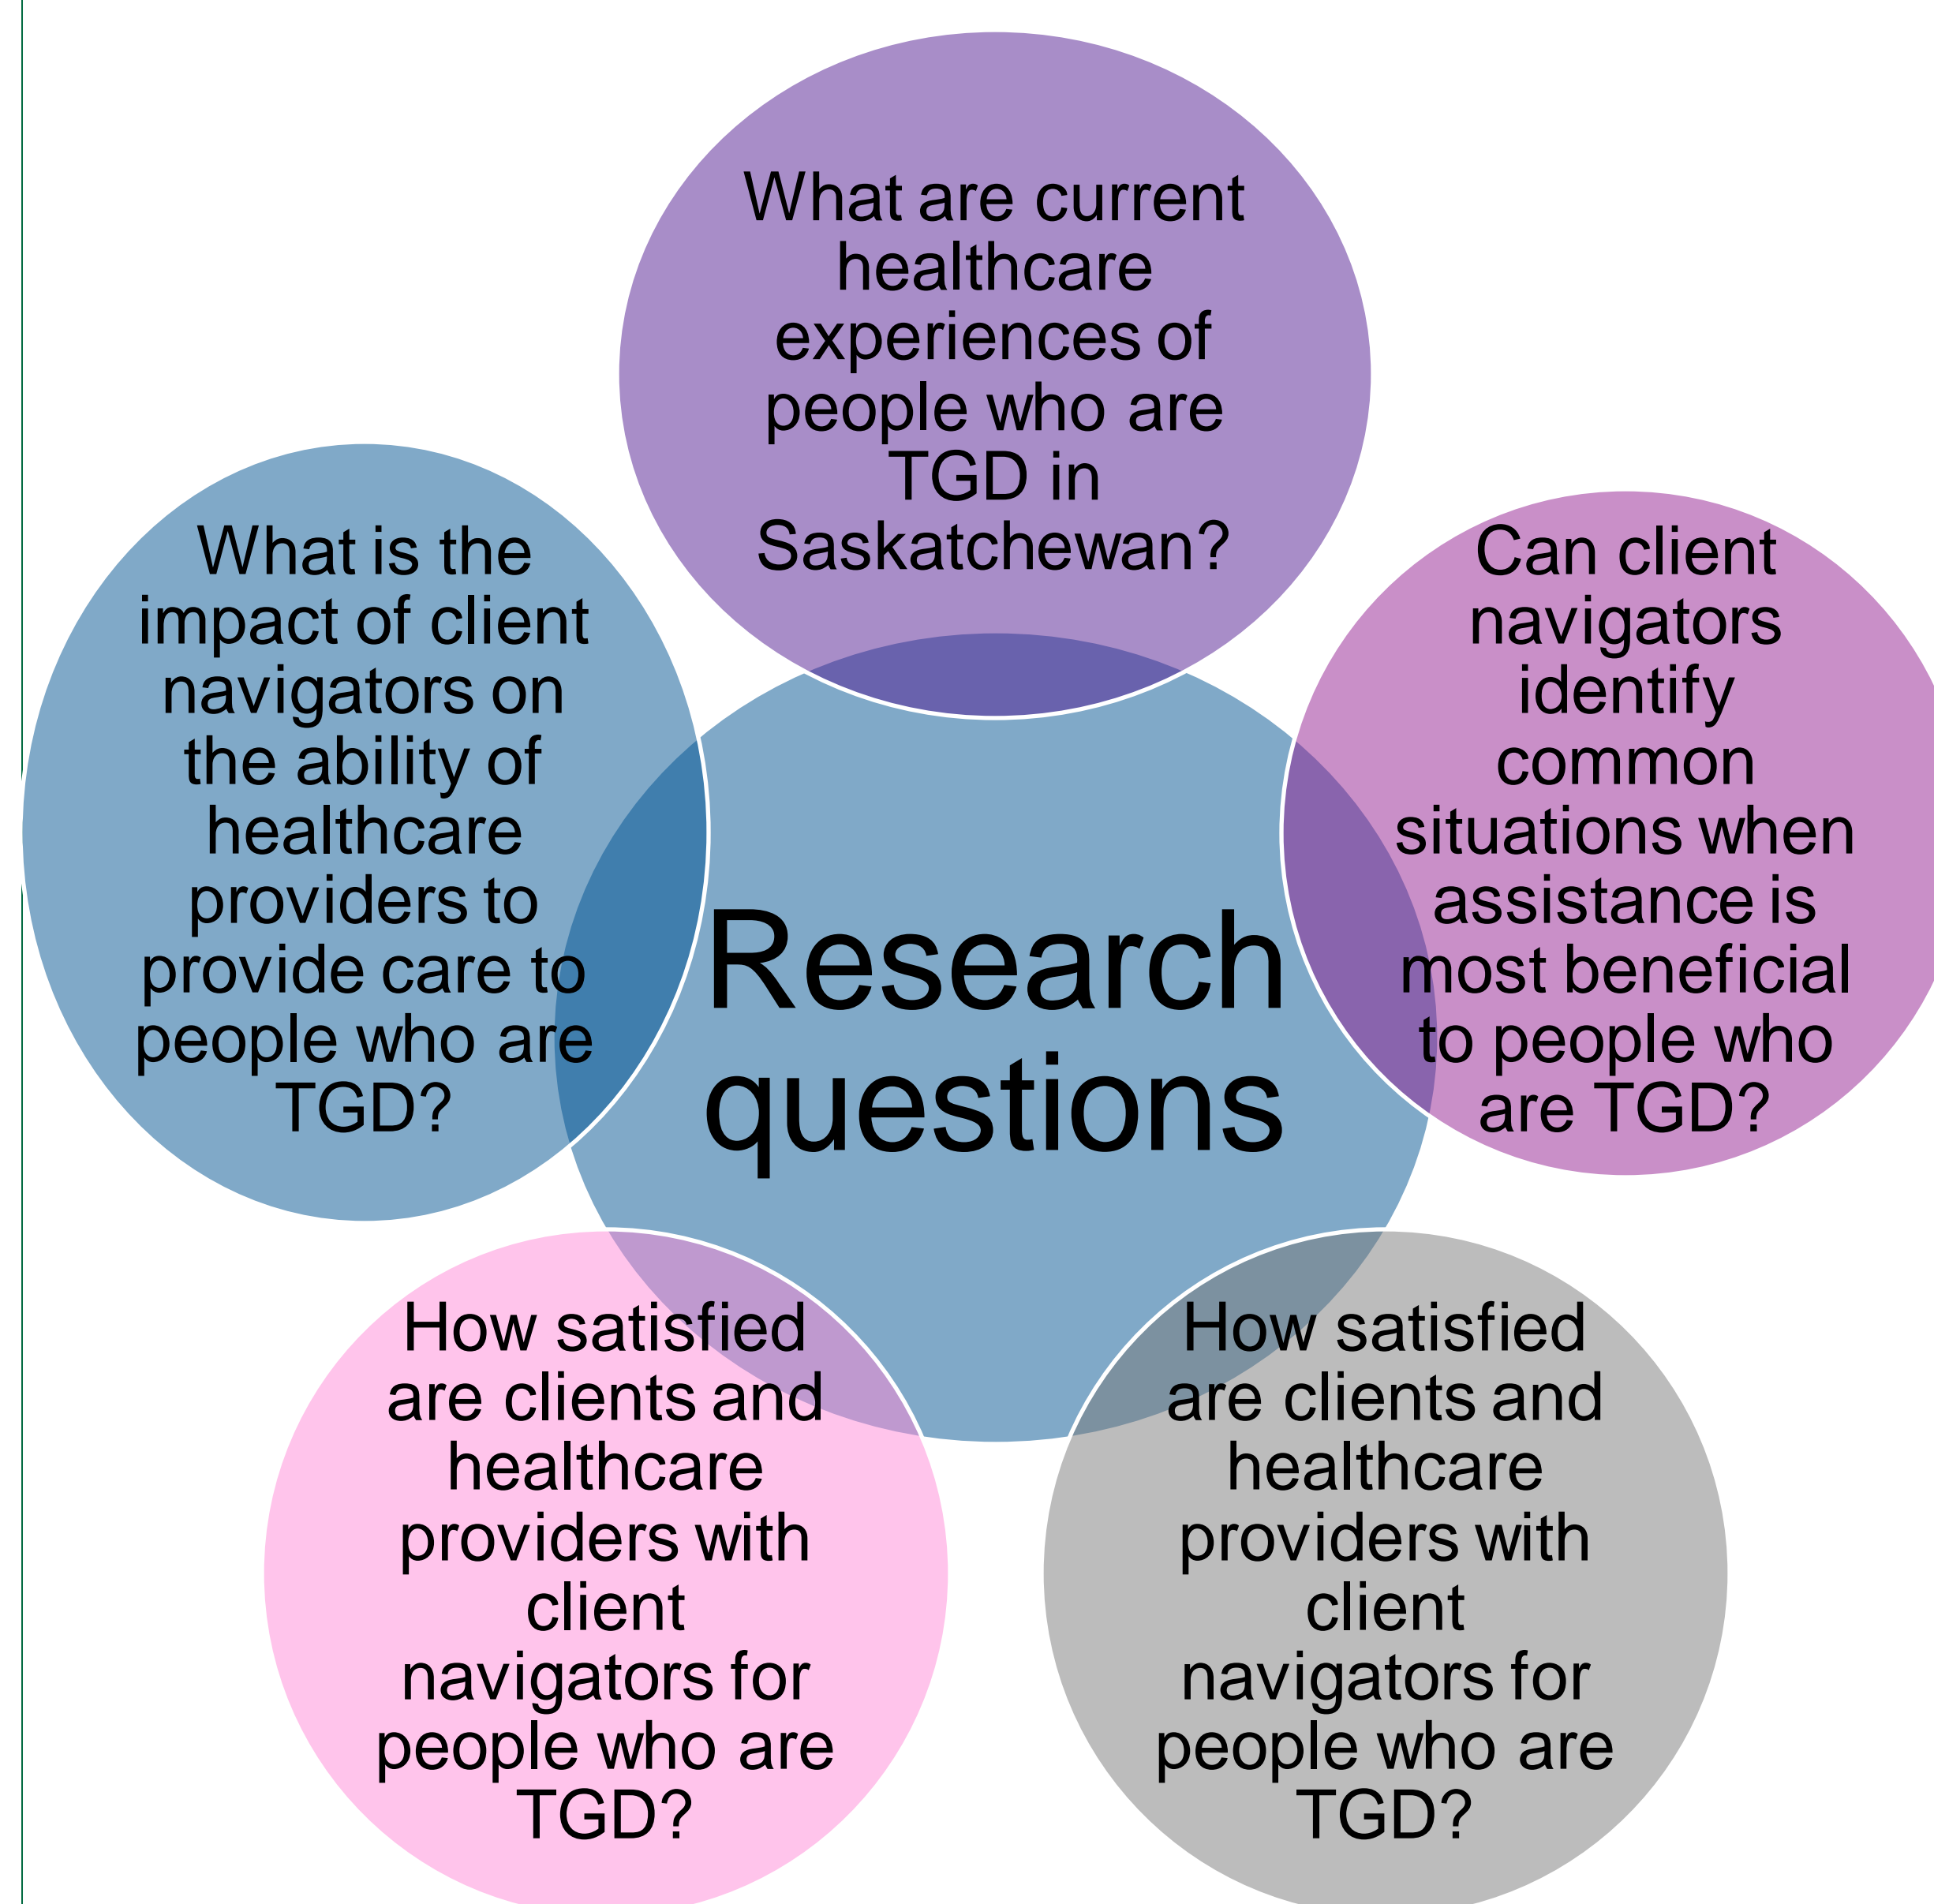 What are current
healthcare
experiences of
people who are
TGD in
Saskatchewan?
What is the
impact of client
navigators on
the ability of
healthcare
providers to
provide care to
people who are
TGD?
Can client
navigators
identify
common
situations when
assistance is
most beneficial
to people who
are TGD?
Research
questions
How satisfied
are clients and
healthcare
providers with
client
navigators for
people who are
TGD?
How satisfied
are clients and
healthcare
providers with
client
navigators for
people who are
TGD?